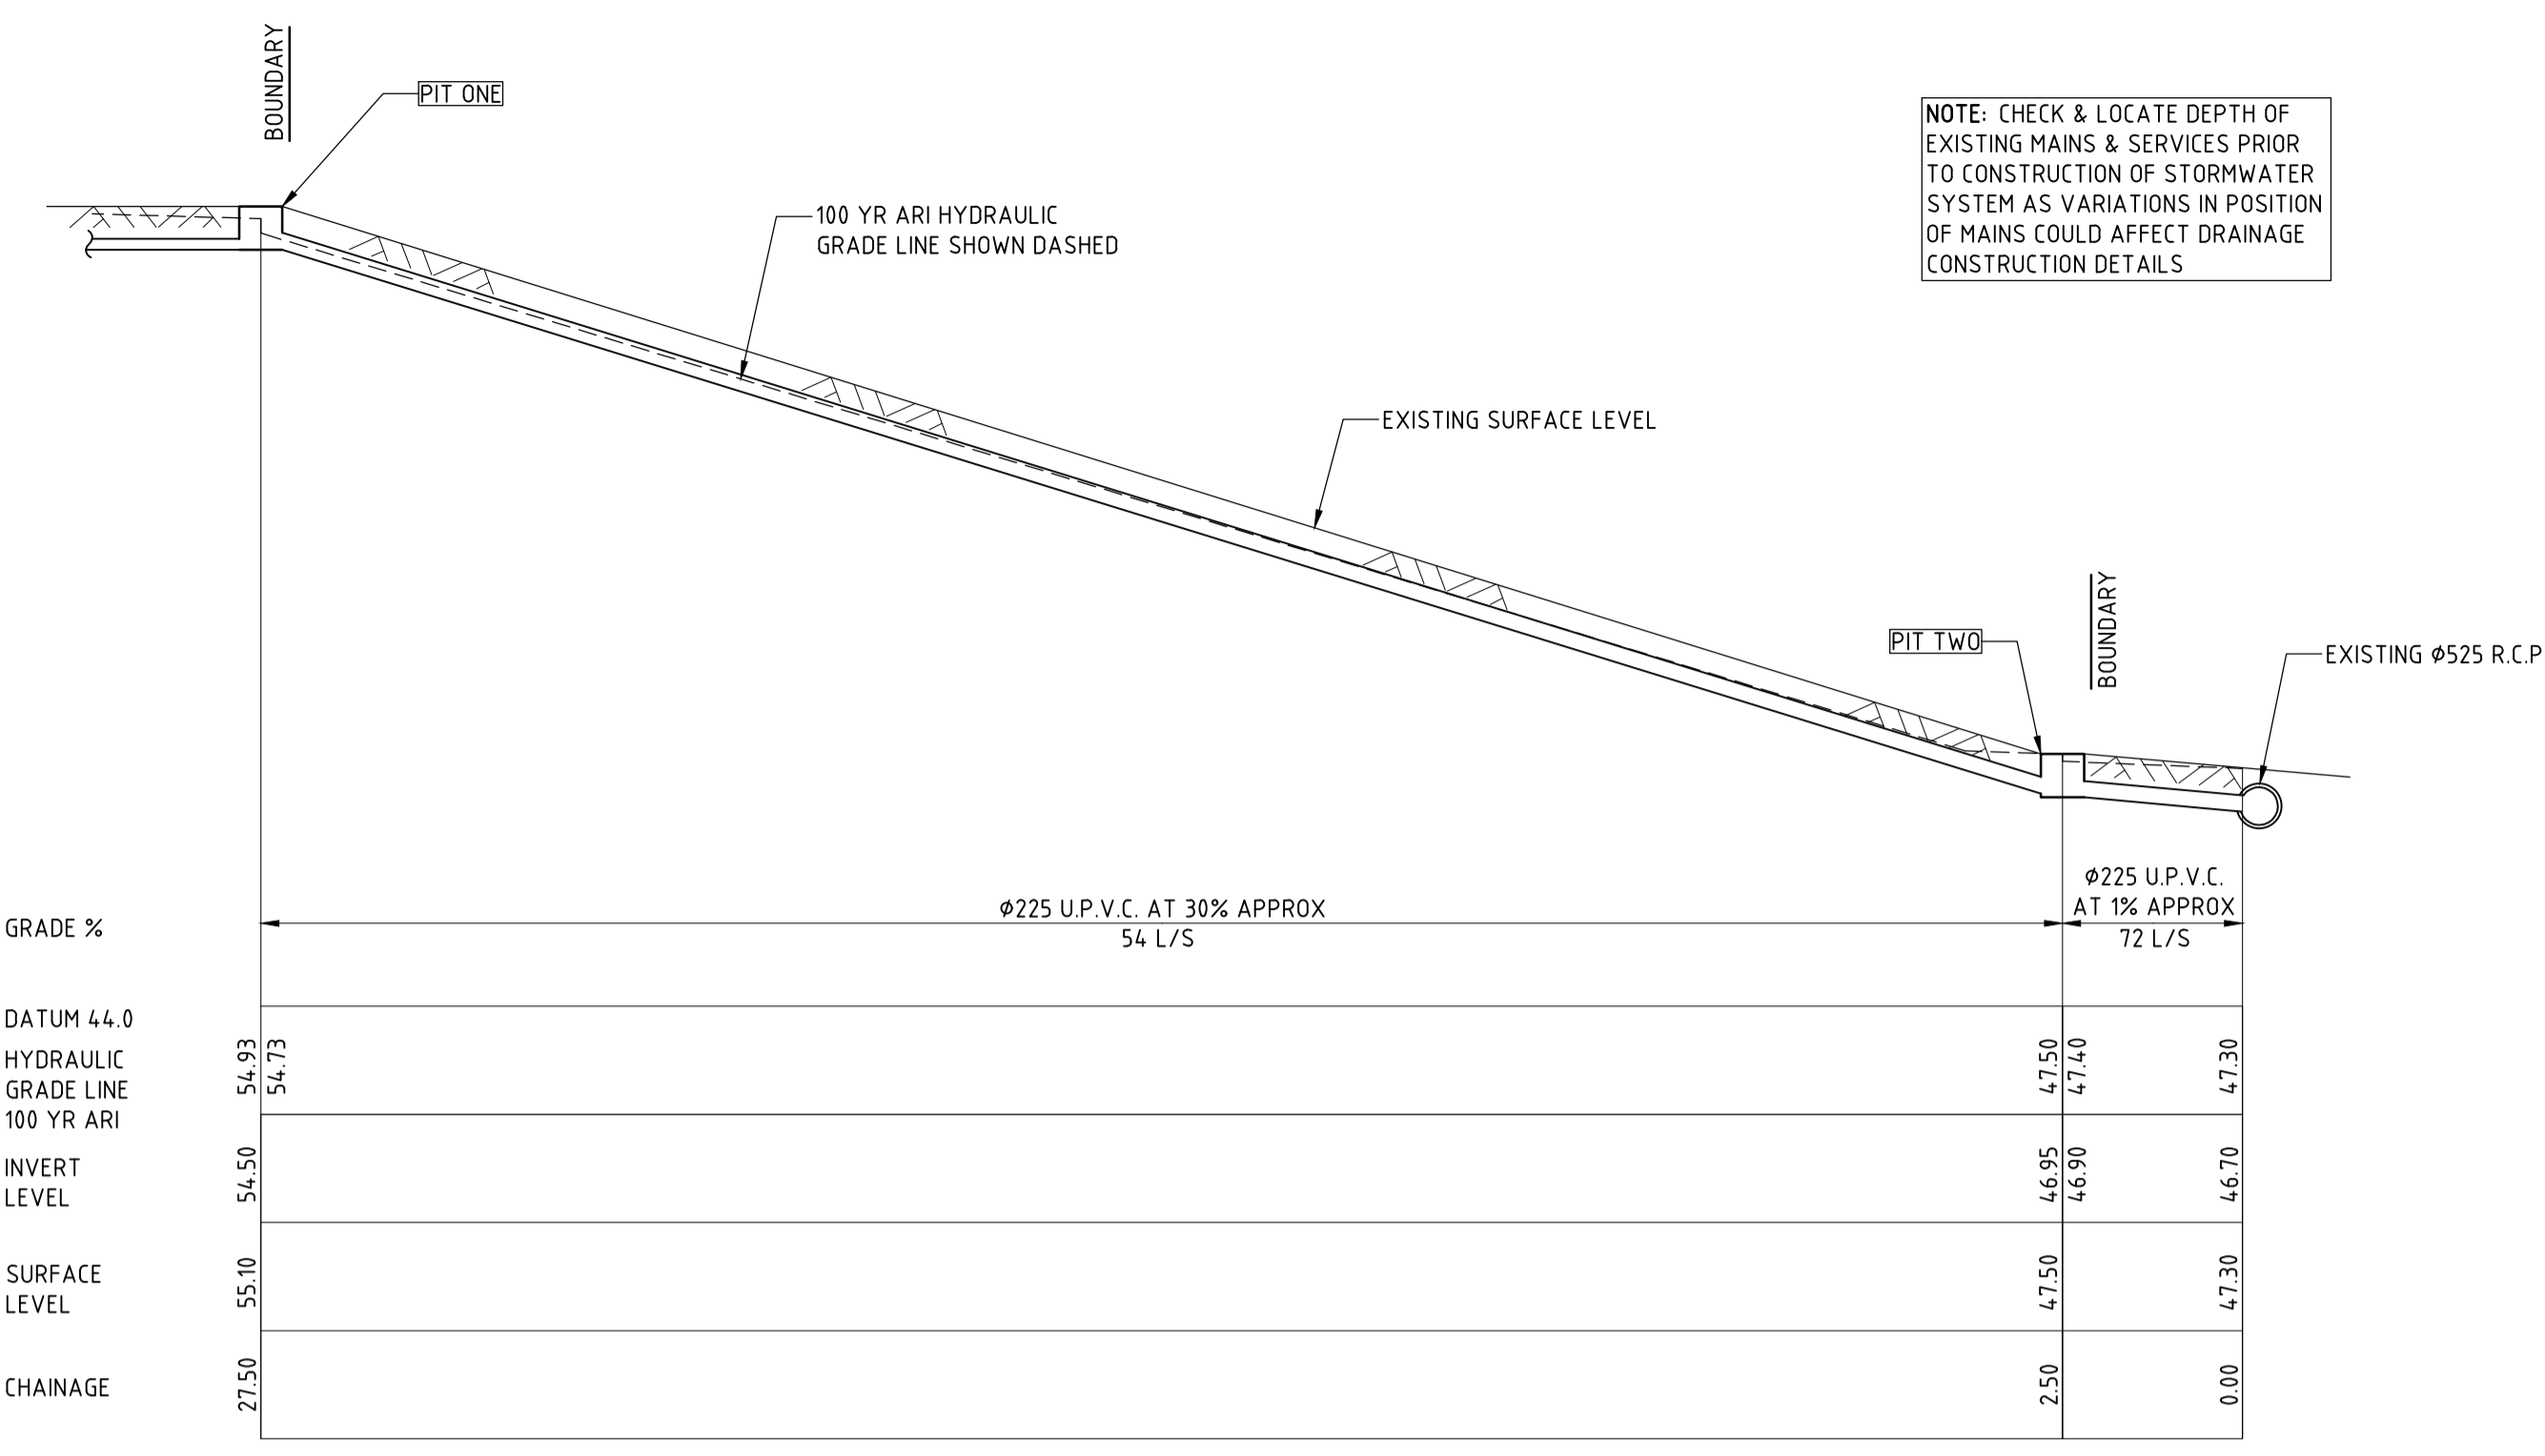 BOUNDARY
PIT ONE
NOTE: CHECK & LOCATE DEPTH OF
EXISTING MAINS & SERVICES PRIOR
TO CONSTRUCTION OF STORMWATER
SYSTEM AS VARIATIONS IN POSITION
OF MAINS COULD AFFECT DRAINAGE
CONSTRUCTION DETAILS
100 YR ARI HYDRAULIC
GRADE LINE SHOWN DASHED
EXISTING SURFACE LEVEL
PIT TWO
BOUNDARY
EXISTING Ø525 R.C.P
GRADE %
Ø225 U.P.V.C. AT 30% APPROX
54 L/S
Ø225 U.P.V.C.
AT 1% APPROX
72 L/S
DATUM 44.0
HYDRAULIC
GRADE LINE
100 YR ARI
54.93
54.73
47.50
47.40
47.30
INVERT
LEVEL
54.50
46.95
46.90
46.70
SURFACE
LEVEL
55.10
47.50
47.30
CHAINAGE
27.50
2.50
0.00